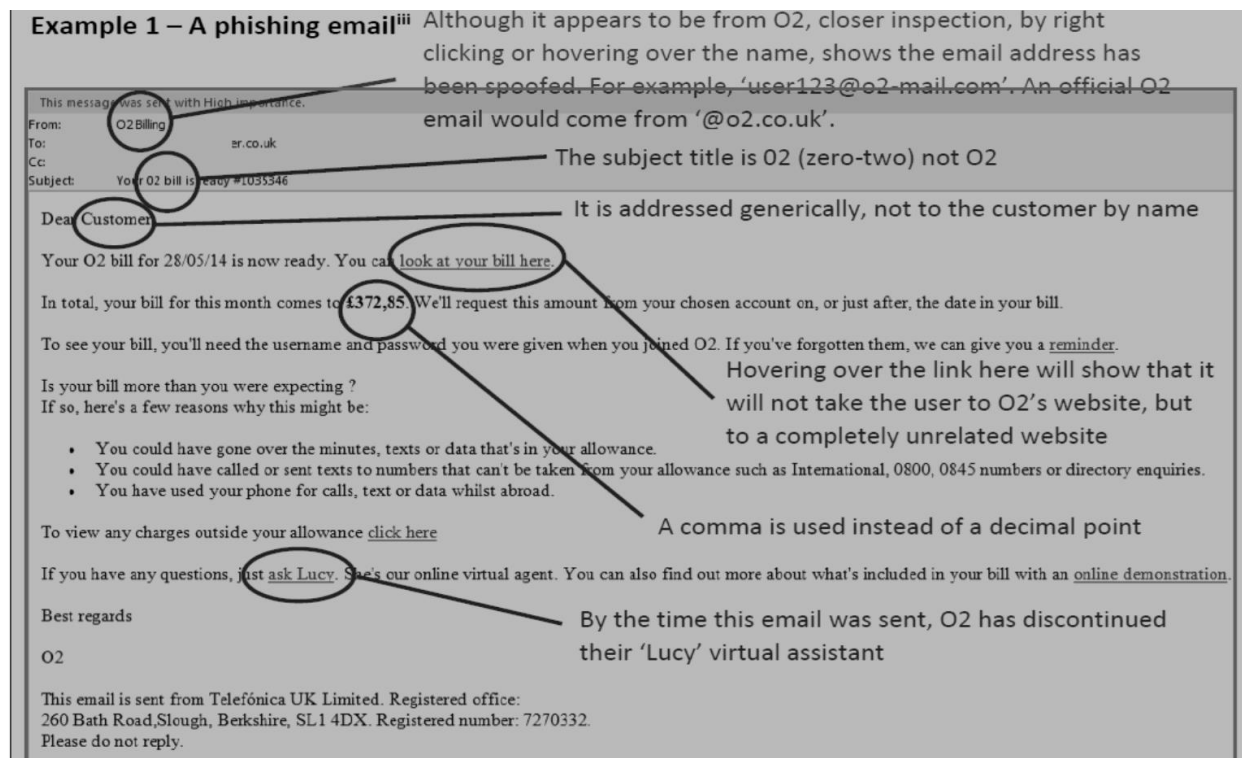 Example 1 – A phishing emailⁱⁱⁱ
Although it appears to be from O2, closer inspection, by right
clicking or hovering over the name, shows the email address has
been spoofed. For example, ‘user123@o2-mail.com’. An official O2
email would come from ‘@o2.co.uk’.
This message was sent with High importance.
From: O2 Billing
To: er.co.uk
Cc:
Subject: Your 02 bill is ready #1035346
The subject title is 02 (zero-two) not O2
Dear Customer
It is addressed generically, not to the customer by name
Your O2 bill for 28/05/14 is now ready. You can look at your bill here.
In total, your bill for this month comes to £372,85. We'll request this amount from your chosen account on, or just after, the date in your bill.
To see your bill, you'll need the username and password you were given when you joined O2. If you've forgotten them, we can give you a reminder.
Hovering over the link here will show that it
will not take the user to O2’s website, but
to a completely unrelated website
Is your bill more than you were expecting ?
If so, here's a few reasons why this might be:
• You could have gone over the minutes, texts or data that's in your allowance.
• You could have called or sent texts to numbers that can't be taken from your allowance such as International, 0800, 0845 numbers or directory enquiries.
• You have used your phone for calls, text or data whilst abroad.
A comma is used instead of a decimal point
To view any charges outside your allowance click here
If you have any questions, just ask Lucy. She's our online virtual agent. You can also find out more about what's included in your bill with an online demonstration.
By the time this email was sent, O2 has discontinued
their ‘Lucy’ virtual assistant
Best regards
O2
This email is sent from Telefónica UK Limited. Registered office:
260 Bath Road,Slough, Berkshire, SL1 4DX. Registered number: 7270332.
Please do not reply.